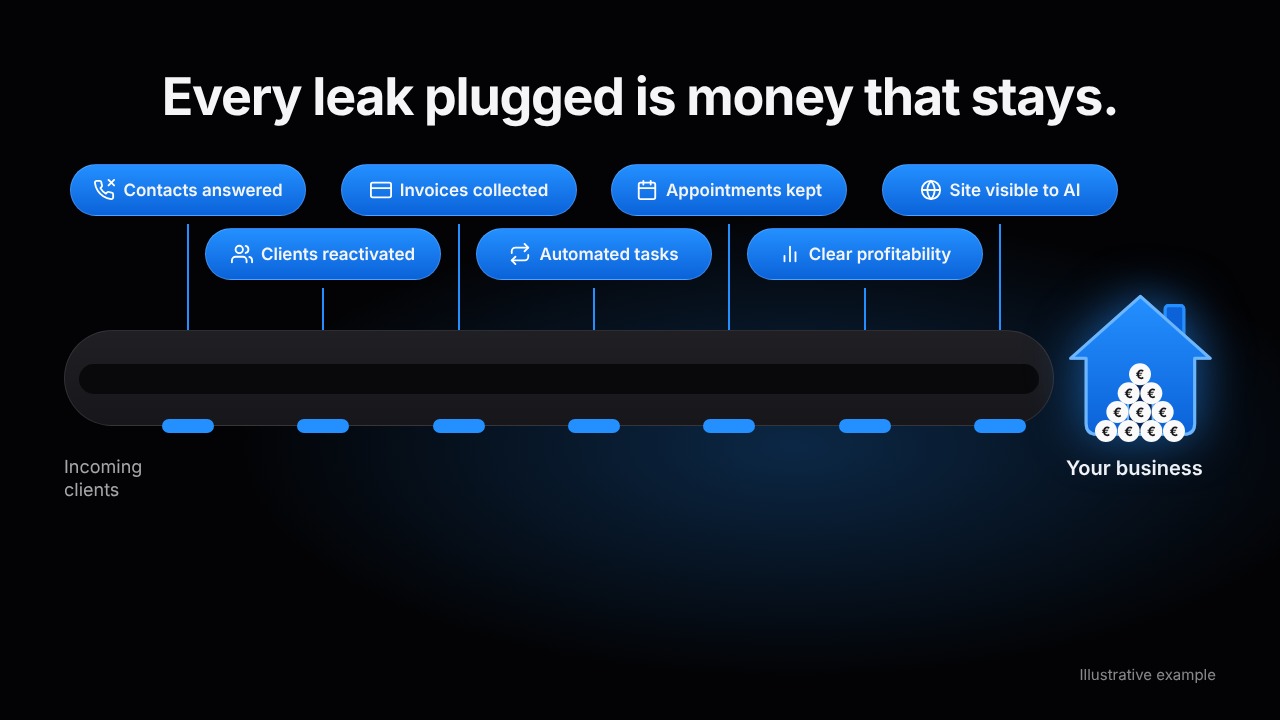 Every leak plugged is money that stays.
Contacts answered
Invoices collected
Appointments kept
Site visible to AI
Clients reactivated
Automated tasks
Clear profitability
€
€ €
€ € €
€ € € €
Incoming
clients
Your business
Illustrative example